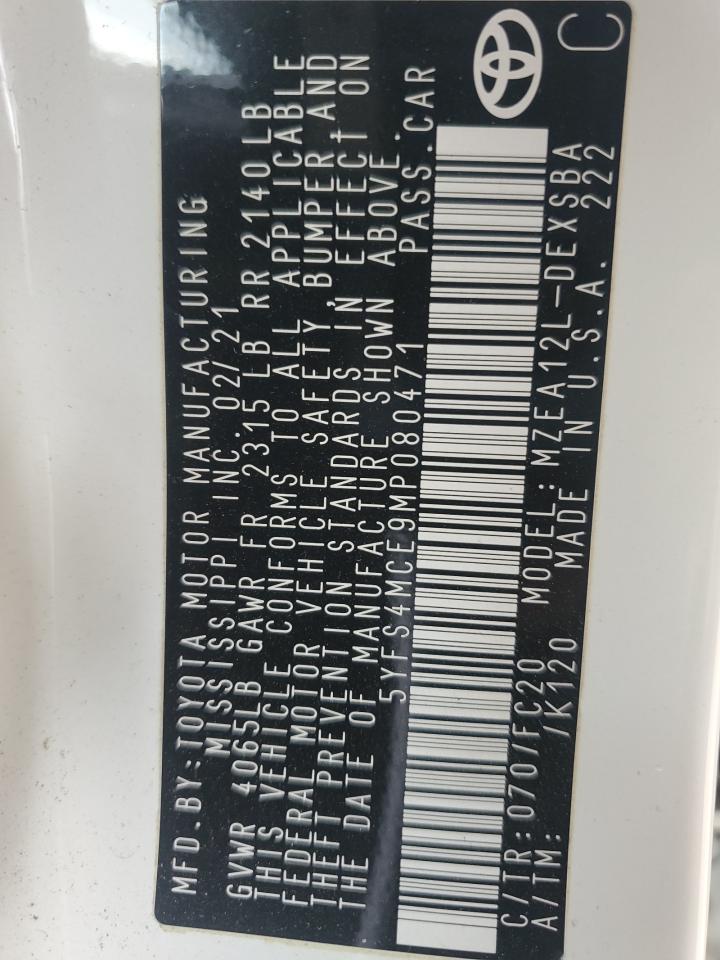 MFD.BY:TOYOTA MOTOR MANUFACTURING
MISSISSIPPI INC. 02/21
GVWR 4065LB GAWR FR 2315 LB RR 2140LB
THIS VEHICLE CONFORMS TO ALL APPLICABLE
FEDERAL MOTOR VEHICLE SAFETY, BUMPER, AND
THEFT PREVENTION STANDARDS IN EFFECT ON
THE DATE OF MANUFACTURE SHOWN ABOVE.
5YFS4MCE9MP080471 PASS.CAR
C/TR:070/FC20 MODEL:MZEA12L-DEXSBA
A/TM: /K120 MADE IN U.S.A. 222
C